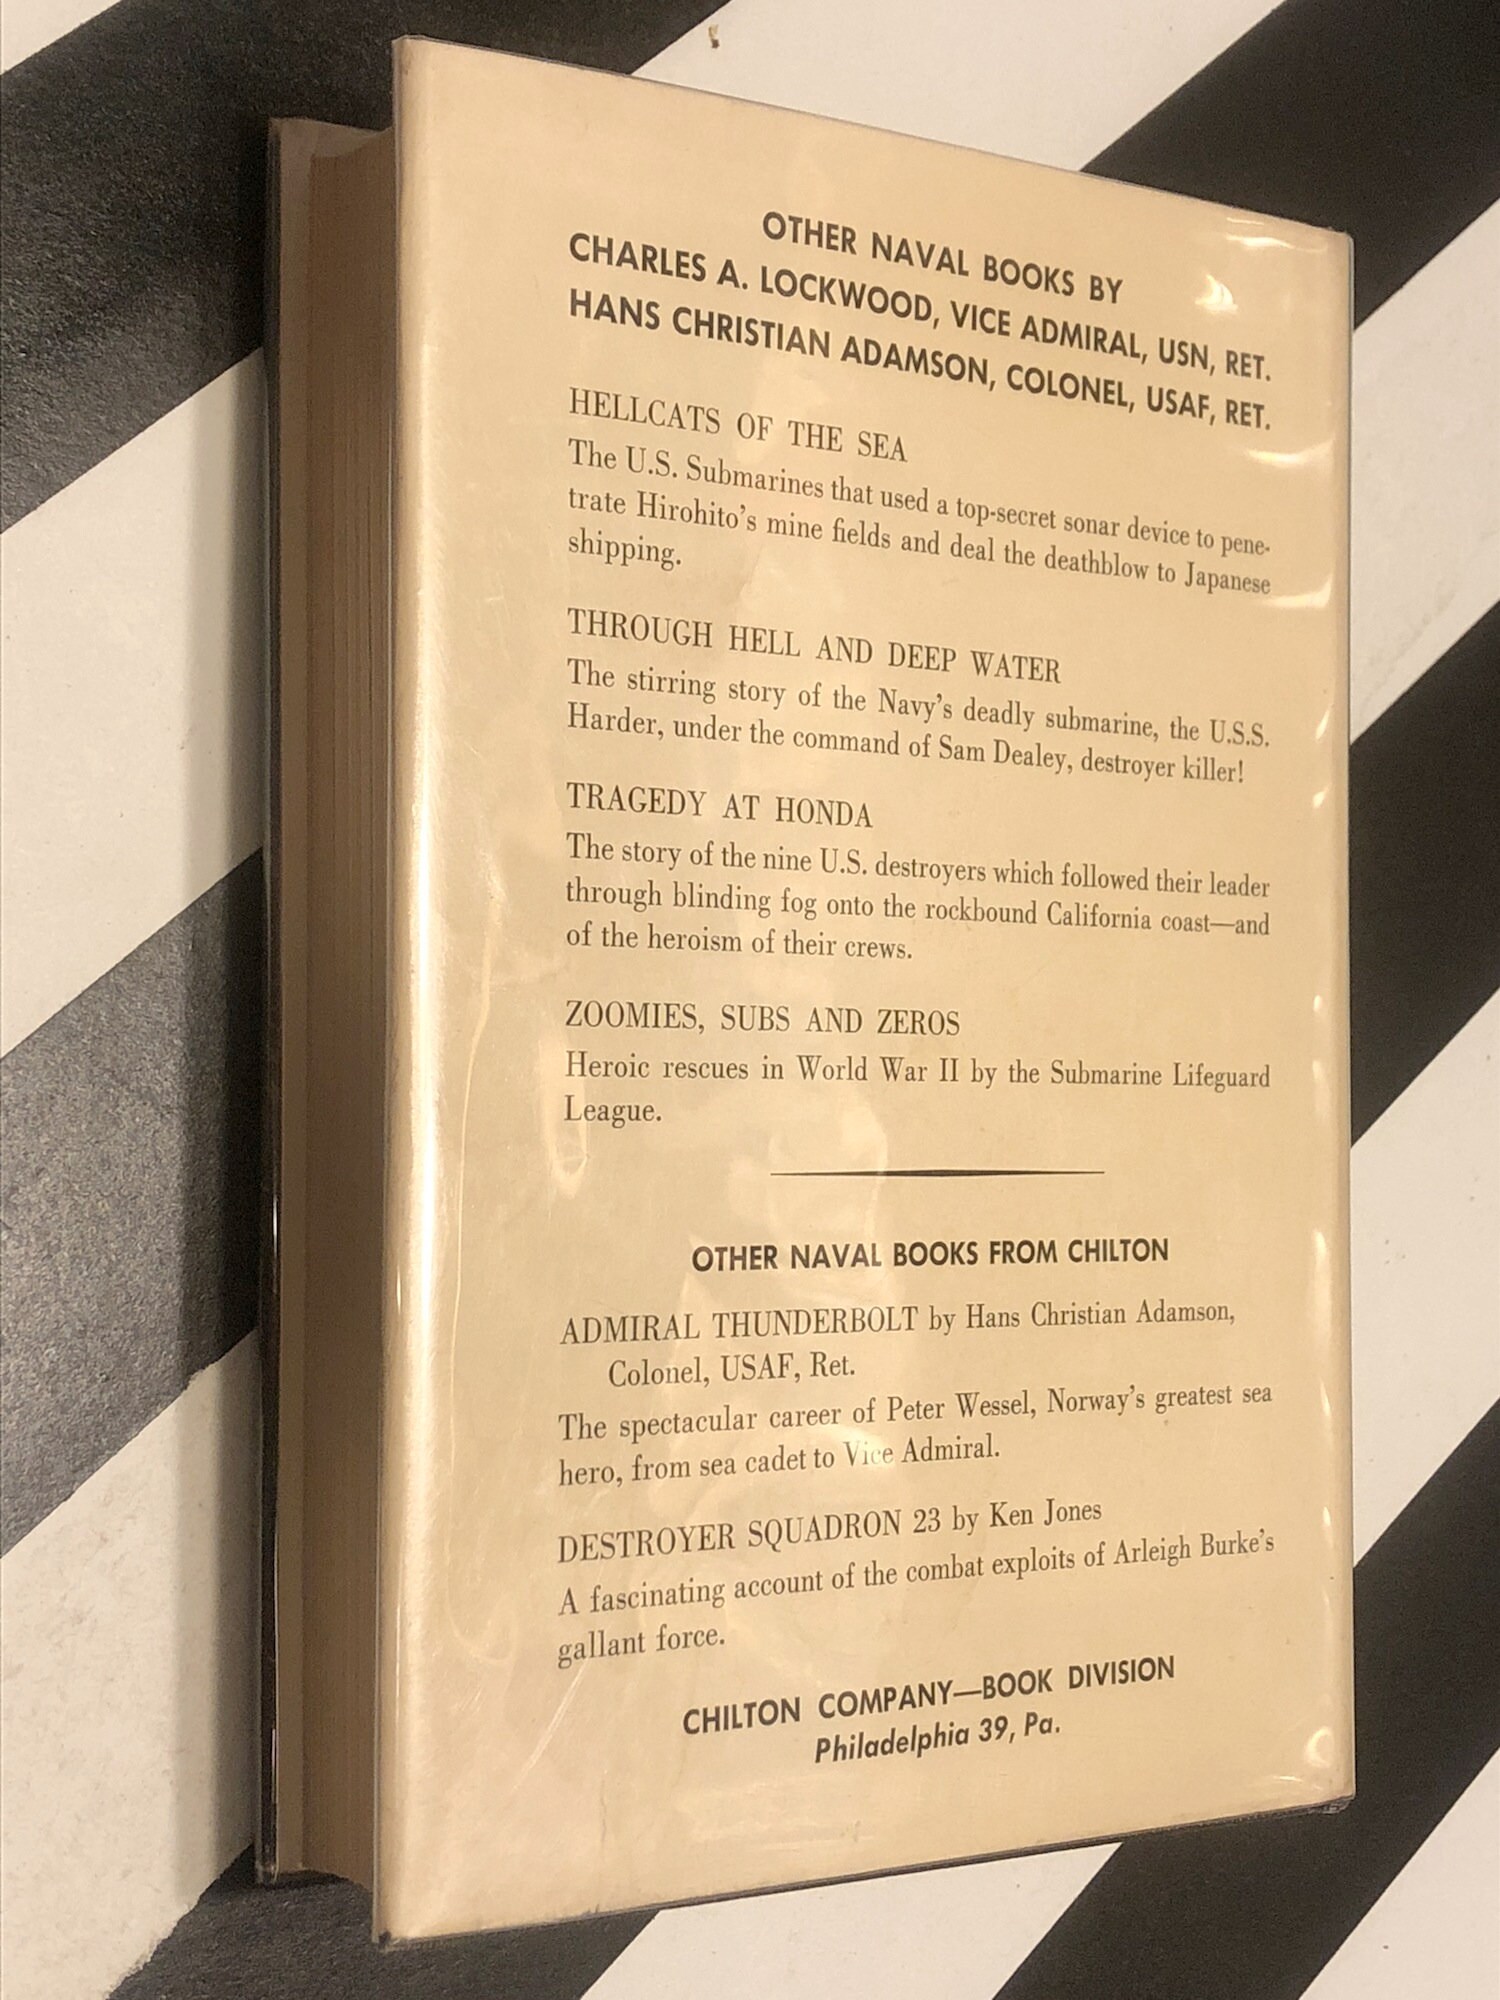 OTHER NAVAL BOOKS BY
CHARLES A. LOCKWOOD, VICE ADMIRAL, USN, RET.
HANS CHRISTIAN ADAMSON, COLONEL, USAF, RET.
HELLCATS OF THE SEA
The U.S. Submarines that used a top-secret sonar device to pene-
trate Hirohito's mine fields and deal the deathblow to Japanese
shipping.
THROUGH HELL AND DEEP WATER
The stirring story of the Navy's deadly submarine, the U.S.S.
Harder, under the command of Sam Dealey, destroyer killer!
TRAGEDY AT HONDA
The story of the nine U.S. destroyers which followed their leader
through blinding fog onto the rockbound California coast—and
of the heroism of their crews.
ZOOMIES, SUBS AND ZEROS
Heroic rescues in World War II by the Submarine Lifeguard
League.
OTHER NAVAL BOOKS FROM CHILTON
ADMIRAL THUNDERBOLT by Hans Christian Adamson,
Colonel, USAF, Ret.
The spectacular career of Peter Wessel, Norway's greatest sea
hero, from sea cadet to Vice Admiral.
DESTROYER SQUADRON 23 by Ken Jones
A fascinating account of the combat exploits of Arleigh Burke's
gallant force.
CHILTON COMPANY—BOOK DIVISION
Philadelphia 39, Pa.